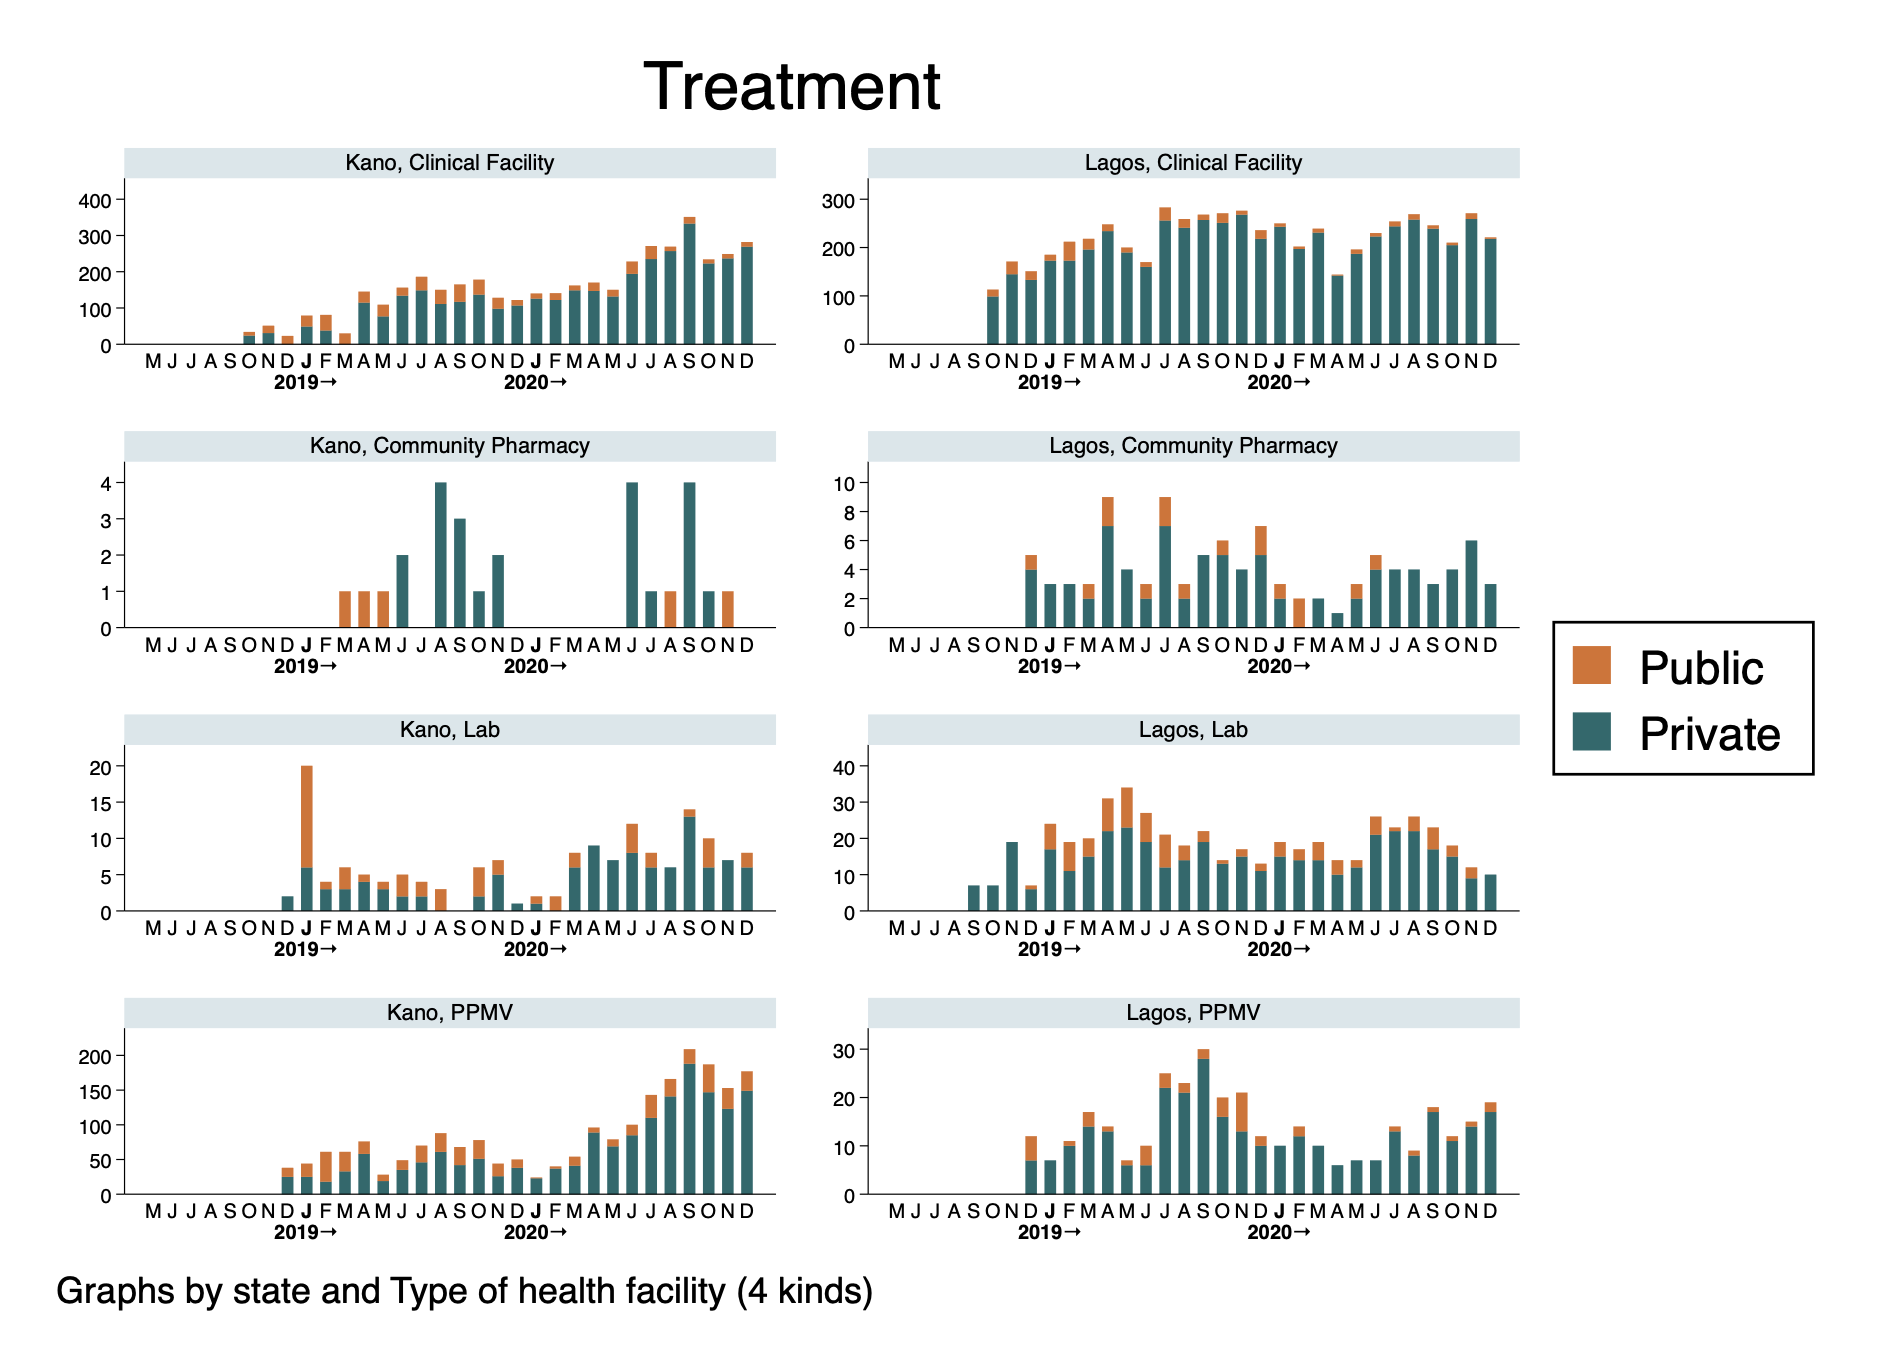 Treatment
Kano, Clinical Facility
400
300
200
100
0
M J J A S O N D J F M A M J J A S O N D J F M A M J J A S O N D
2019→ 2020→
Lagos, Clinical Facility
300
200
100
0
M J J A S O N D J F M A M J J A S O N D J F M A M J J A S O N D
2019→ 2020→
Kano, Community Pharmacy
4
3
2
1
0
M J J A S O N D J F M A M J J A S O N D J F M A M J J A S O N D
2019→ 2020→
Lagos, Community Pharmacy
10
8
6
4
2
0
M J J A S O N D J F M A M J J A S O N D J F M A M J J A S O N D
2019→ 2020→
Public
Private
Kano, Lab
20
15
10
5
0
M J J A S O N D J F M A M J J A S O N D J F M A M J J A S O N D
2019→ 2020→
Lagos, Lab
40
30
20
10
0
M J J A S O N D J F M A M J J A S O N D J F M A M J J A S O N D
2019→ 2020→
Kano, PPMV
200
150
100
50
0
M J J A S O N D J F M A M J J A S O N D J F M A M J J A S O N D
2019→ 2020→
Lagos, PPMV
30
20
10
0
M J J A S O N D J F M A M J J A S O N D J F M A M J J A S O N D
2019→ 2020→
Graphs by state and Type of health facility (4 kinds)